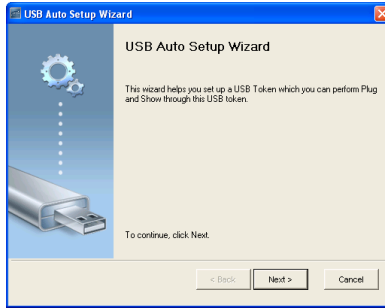 USB Auto Setup Wizard
USB Auto Setup Wizard
This wizard helps you set up a USB Token which you can perform Plug
and Show through this USB token.
To continue, click Next.
< Back
Next >
Cancel